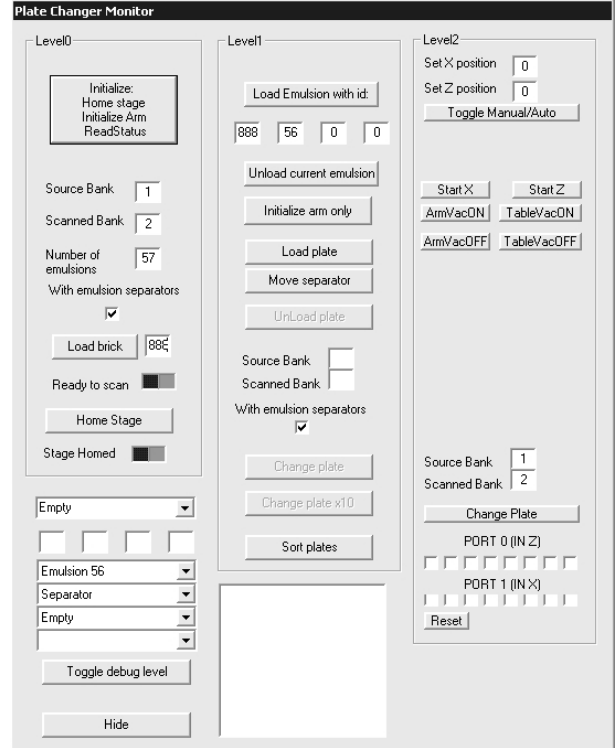 Plate Changer Monitor
Level0
Initialize:
Home stage
Initialize Arm
ReadStatus
Source Bank 1
Scanned Bank 2
Number of
emulsions 57
With emulsion separators
Load brick
Ready to scan
Home Stage
Stage Homed
Empty
Emulsion 56
Separator
Empty
Toggle debug level
Hide
Level1
Load Emulsion with id:
888 56 0 0
Unload current emulsion
Initialize arm only
Load plate
Move separator
UnLoad plate
Source Bank
Scanned Bank
With emulsion separators
Change plate
Change plate x10
Sort plates
Level2
Set X position 0
Set Z position 0
Toggle Manual/Auto
Start X Start Z
ArmVacON TableVacON
ArmVacOFF TableVacOFF
Source Bank 1
Scanned Bank 2
Change Plate
PORT 0 (IN Z)
PORT 1 (IN X)
Reset